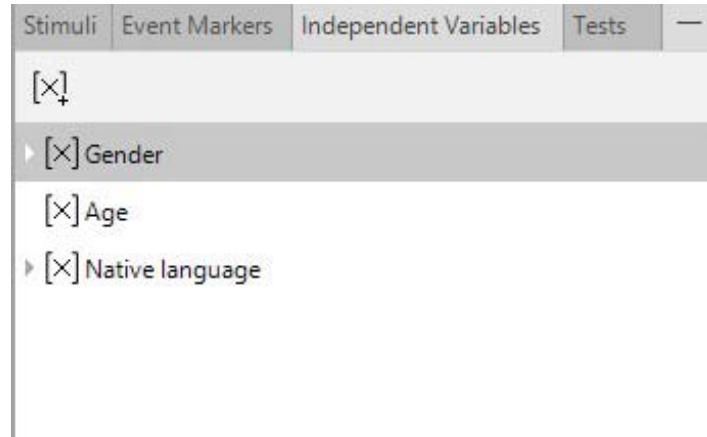 Stimuli Event Markers Independent Variables Tests
Gender
Age
Native language